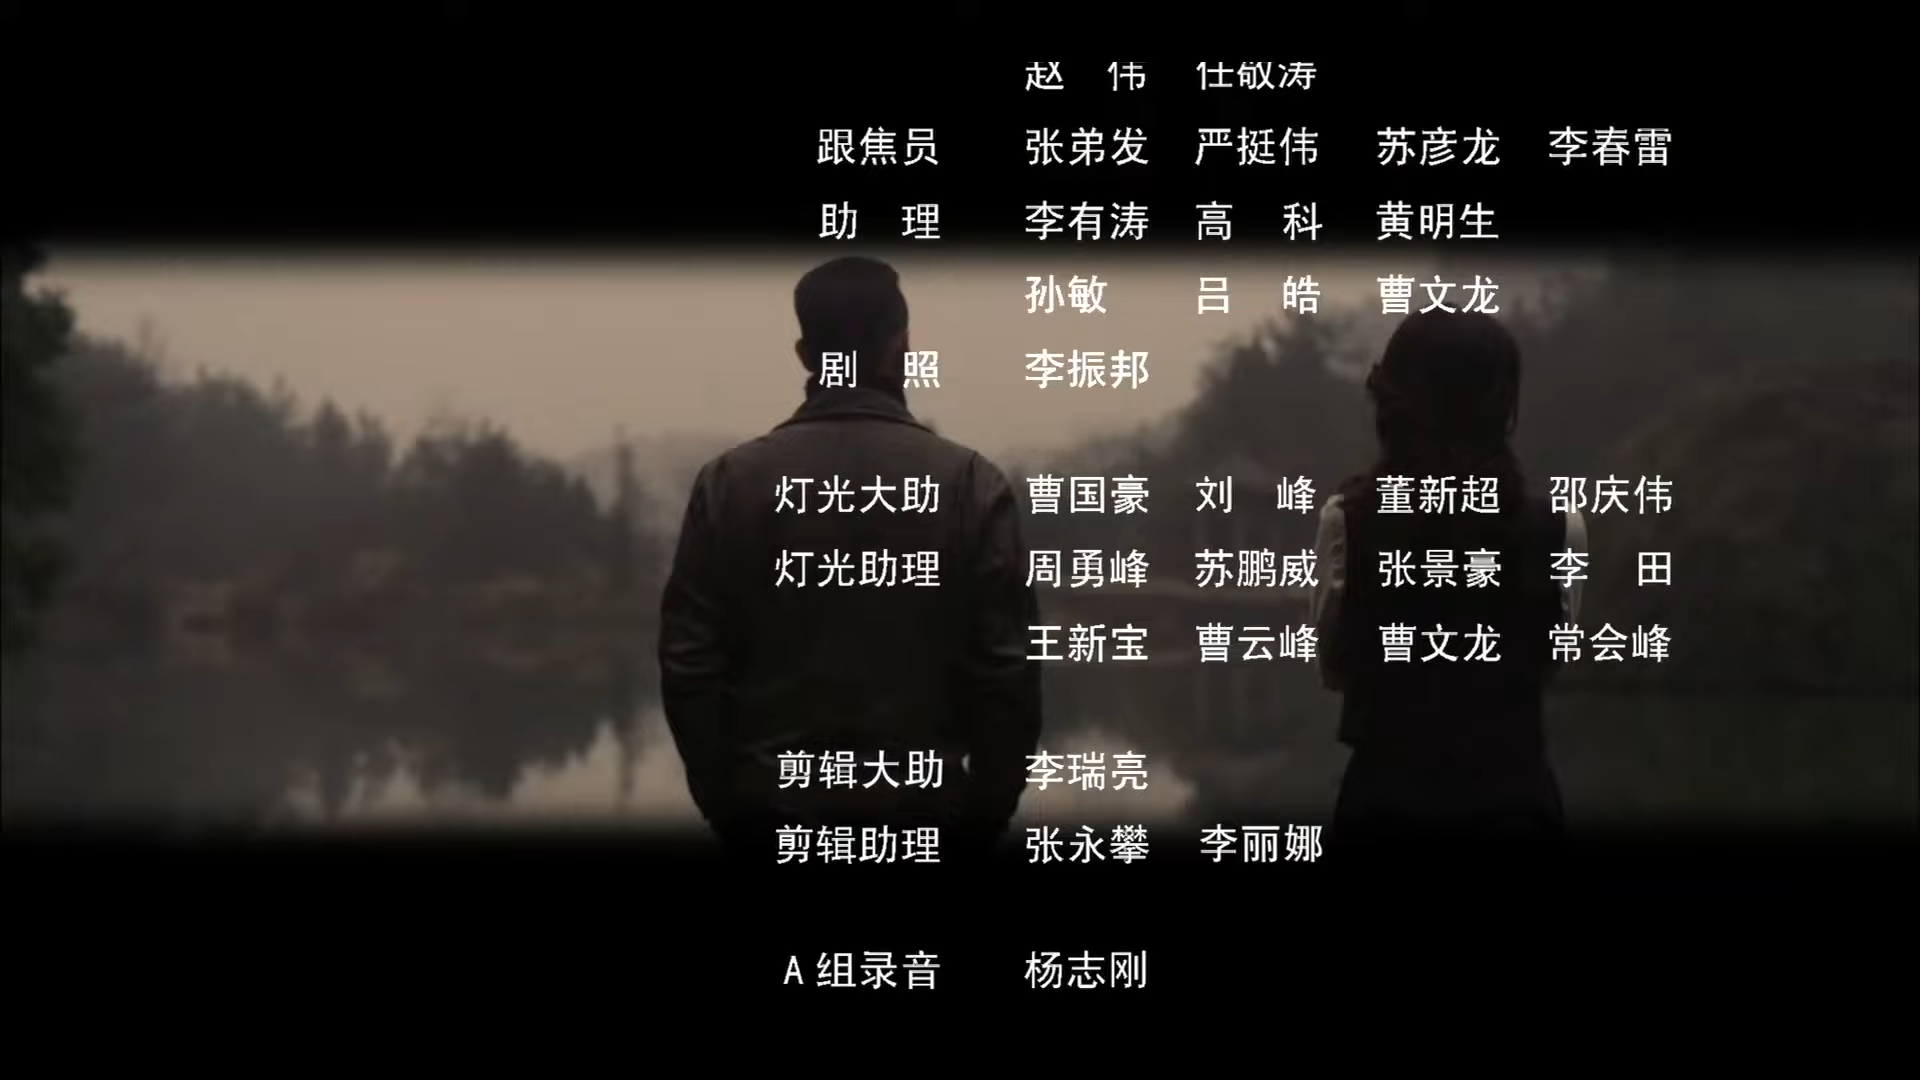 赵 伟 任敬涛
跟焦员 张弟发 严挺伟 苏彦龙 李春雷
助 理 李有涛 高 科 黄明生
孙敏 吕 皓 曹文龙
剧 照 李振邦
灯光大助 曹国豪 刘 峰 董新超 邵庆伟
灯光助理 周勇峰 苏鹏威 张景豪 李 田
王新宝 曹云峰 曹文龙 常会峰
剪辑大助 李瑞亮
剪辑助理 张永攀 李丽娜
A组录音 杨志刚